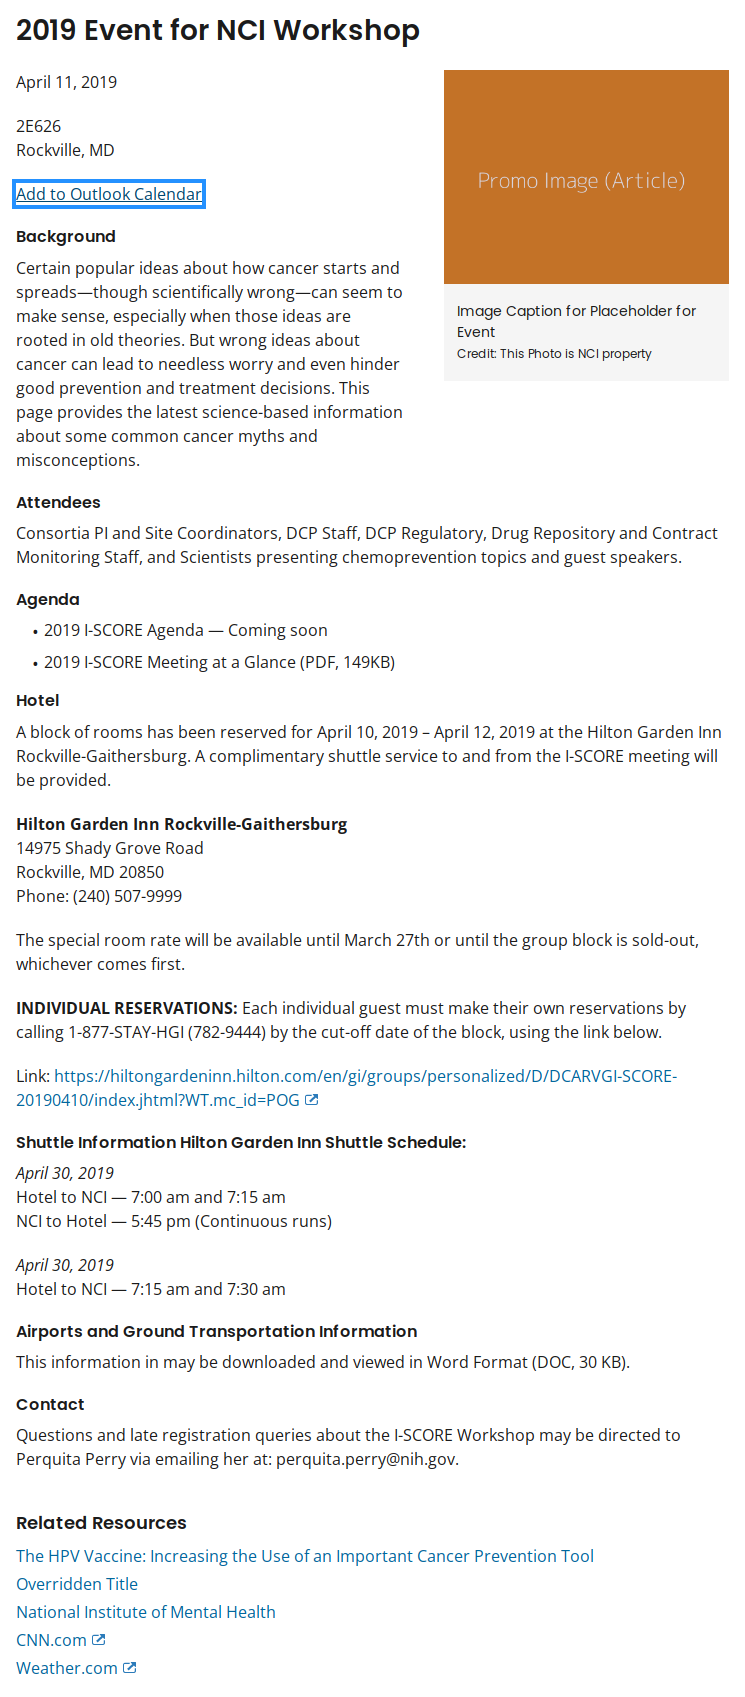 2019 Event for NCI Workshop
April 11, 2019
2E626
Rockville, MD
Add to Outlook Calendar
Promo Image (Article)
Image Caption for Placeholder for
Event
Credit: This Photo is NCI property
Background
Certain popular ideas about how cancer starts and
spreads—though scientifically wrong—can seem to
make sense, especially when those ideas are
rooted in old theories. But wrong ideas about
cancer can lead to needless worry and even hinder
good prevention and treatment decisions. This
page provides the latest science-based information
about some common cancer myths and
misconceptions.
Attendees
Consortia PI and Site Coordinators, DCP Staff, DCP Regulatory, Drug Repository and Contract
Monitoring Staff, and Scientists presenting chemoprevention topics and guest speakers.
Agenda
• 2019 I-SCORE Agenda — Coming soon
• 2019 I-SCORE Meeting at a Glance (PDF, 149KB)
Hotel
A block of rooms has been reserved for April 10, 2019 – April 12, 2019 at the Hilton Garden Inn
Rockville-Gaithersburg. A complimentary shuttle service to and from the I-SCORE meeting will
be provided.
Hilton Garden Inn Rockville-Gaithersburg
14975 Shady Grove Road
Rockville, MD 20850
Phone: (240) 507-9999
The special room rate will be available until March 27th or until the group block is sold-out,
whichever comes first.
INDIVIDUAL RESERVATIONS: Each individual guest must make their own reservations by
calling 1-877-STAY-HGI (782-9444) by the cut-off date of the block, using the link below.
Link: https://hiltongardeninn.hilton.com/en/gi/groups/personalized/D/DCARVGI-SCORE-
20190410/index.jhtml?WT.mc_id=POG
Shuttle Information Hilton Garden Inn Shuttle Schedule:
April 30, 2019
Hotel to NCI — 7:00 am and 7:15 am
NCI to Hotel — 5:45 pm (Continuous runs)
April 30, 2019
Hotel to NCI — 7:15 am and 7:30 am
Airports and Ground Transportation Information
This information in may be downloaded and viewed in Word Format (DOC, 30 KB).
Contact
Questions and late registration queries about the I-SCORE Workshop may be directed to
Perquita Perry via emailing her at: perquita.perry@nih.gov.
Related Resources
The HPV Vaccine: Increasing the Use of an Important Cancer Prevention Tool
Overridden Title
National Institute of Mental Health
CNN.com
Weather.com